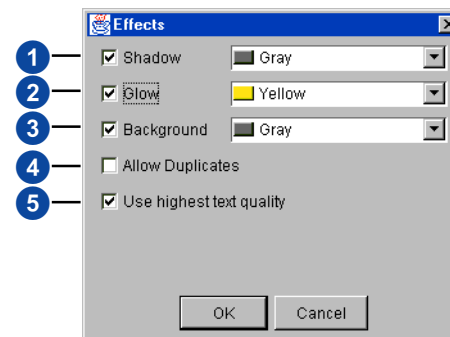 Effects
1 Shadow Gray
2 Glow Yellow
3 Background Gray
4 Allow Duplicates
5 Use highest text quality
OK Cancel